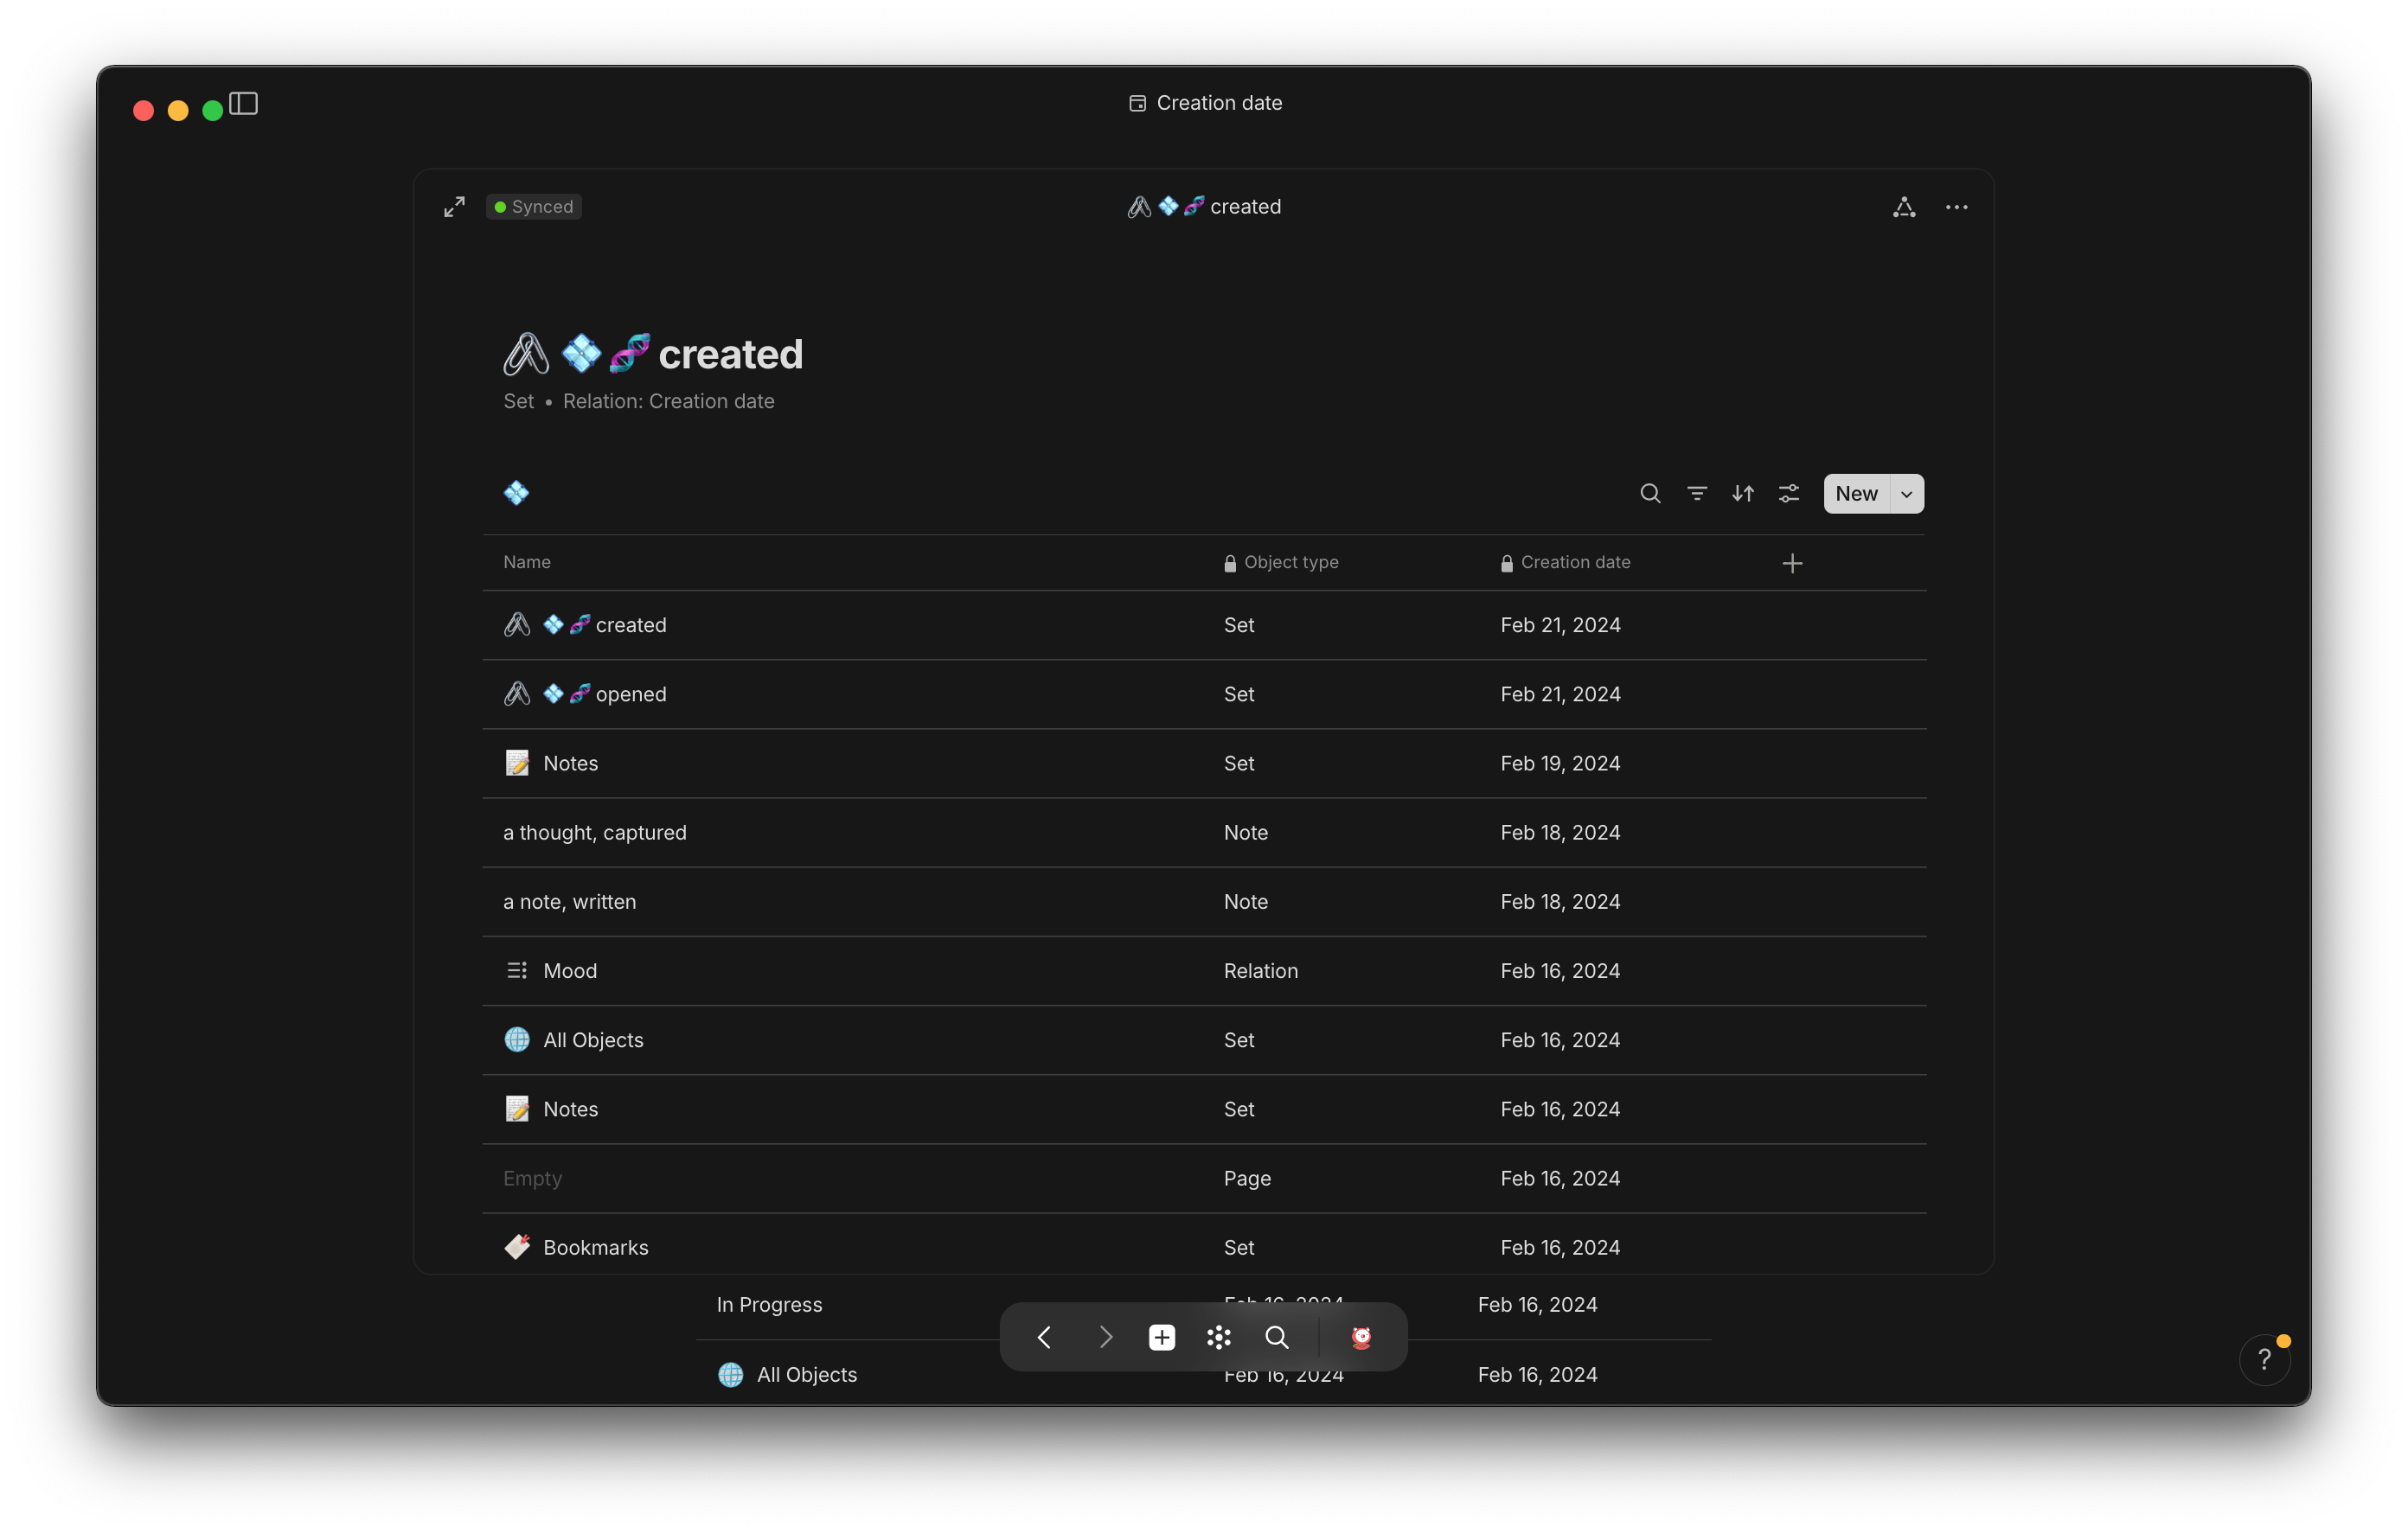 Creation date
Synced
created
created
Set • Relation: Creation date
New
Name Object type Creation date
created Set Feb 21, 2024
opened Set Feb 21, 2024
Notes Set Feb 19, 2024
a thought, captured Note Feb 18, 2024
a note, written Note Feb 18, 2024
Mood Relation Feb 16, 2024
All Objects Set Feb 16, 2024
Notes Set Feb 16, 2024
Empty Page Feb 16, 2024
Bookmarks Set Feb 16, 2024
In Progress Feb 16, 2024 Feb 16, 2024
All Objects Feb 16, 2024 Feb 16, 2024
?